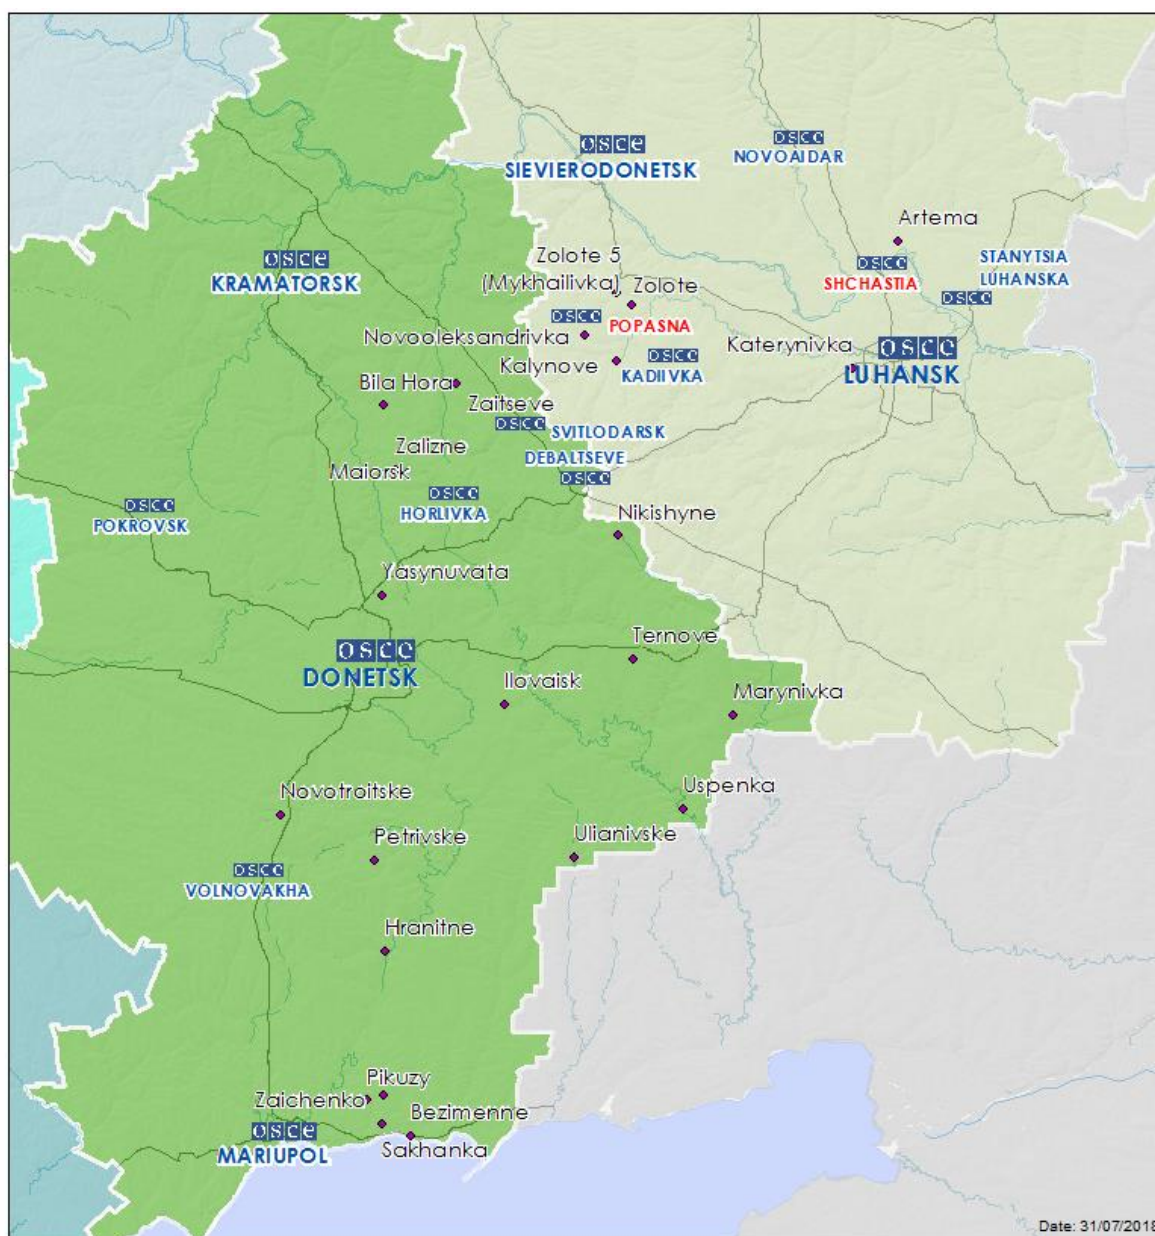 osce
SIEVIERODONETSK
osce
NOVOAIDAR
Artema
osce
KRAMATORSK
Zolote 5
(Mykhailivka)
Zolote
osce
SHCHASTIA
STANYTSIA
LUHANSKA
osce
osce
POPASNA
Novooleksandrivka
Kalynove
osce
KADIIVKA
Katerynivka
osce
LUHANSK
Bila Hora
Zaitseve
osce
SVITLODARSK
DEBALTSEVE
osce
Zalizne
Maiorsk
osce
HORLIVKA
osce
POKROVSK
Nikishyne
Yasynuvata
osce
DONETSK
Ternove
Ilovaisk
Marynivka
Novotroitske
Uspenka
Petrivske
Ulianivske
osce
VOLNOVAKHA
Hranitne
Pikuzy
Zaichenko
Bezimenne
osce
MARIUPOL
Sakhanka
Date: 31/07/2018